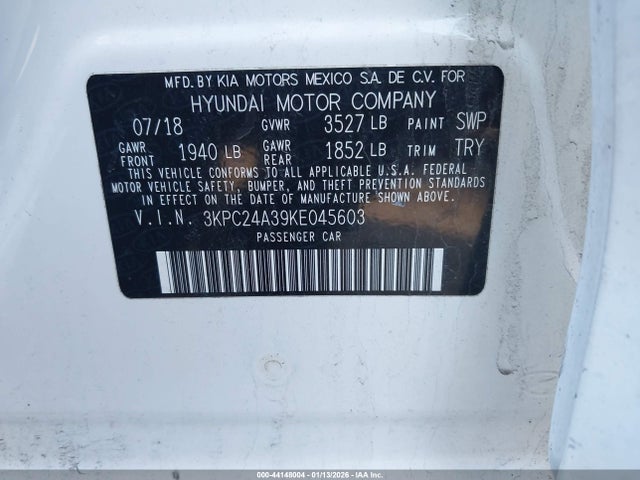 MFD. BY KIA MOTORS MEXICO S.A. DE C.V. FOR
HYUNDAI MOTOR COMPANY
07/18 GVWR 3527 LB PAINT SWP
GAWR FRONT 1940 LB GAWR REAR 1852 LB TRIM TRY
THIS VEHICLE CONFORMS TO ALL APPLICABLE U.S.A. FEDERAL
MOTOR VEHICLE SAFETY, BUMPER, AND THEFT PREVENTION STANDARDS
IN EFFECT ON THE DATE OF MANUFACTURE SHOWN ABOVE.
V.I.N. 3KPC24A39KE045603
PASSENGER CAR
000-44148004 - 01/13/2026 - IAAI.COM